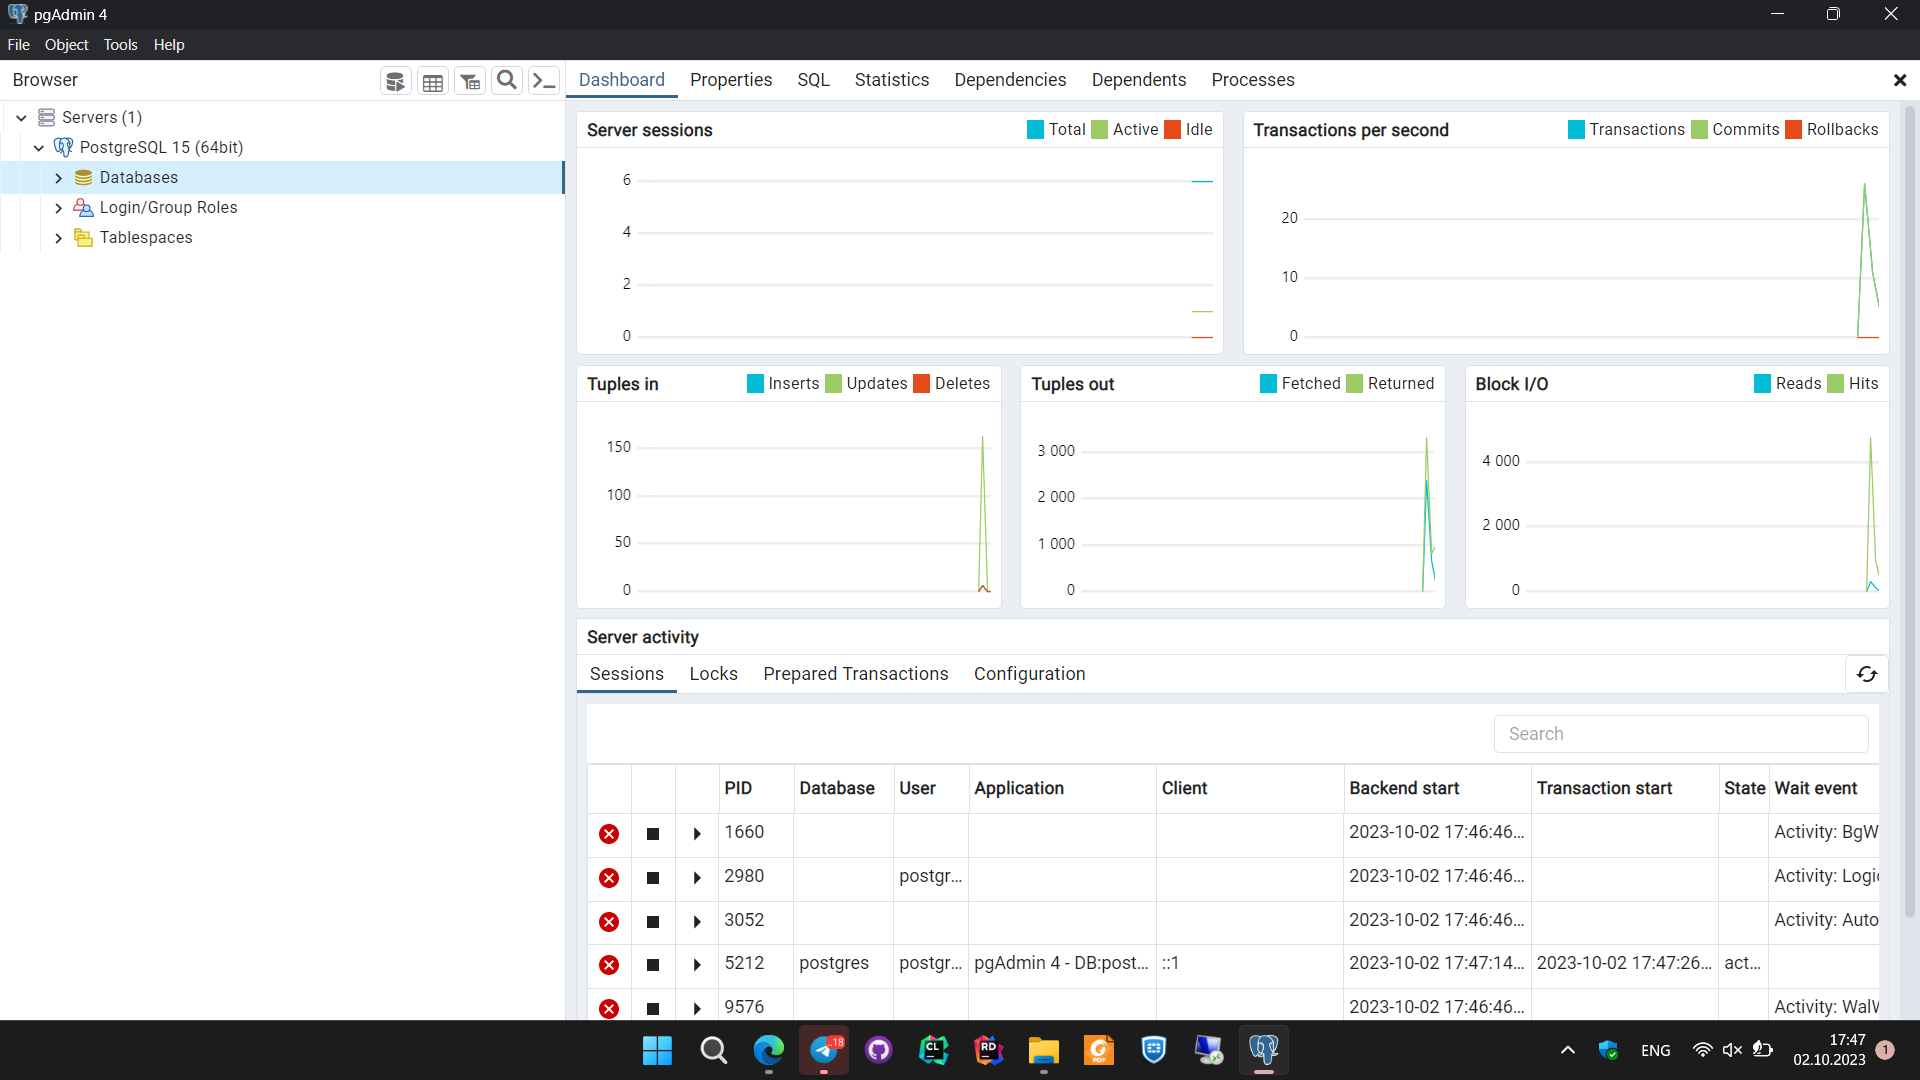 pgAdmin 4
File Object Tools Help
Browser
Dashboard Properties SQL Statistics Dependencies Dependents Processes
Servers (1)
PostgreSQL 15 (64bit)
Databases
Login/Group Roles
Tablespaces
Server sessions
Total Active Idle
6
4
2
0
Transactions per second
Transactions Commits Rollbacks
20
10
0
Tuples in
Inserts Updates Deletes
150
100
50
0
Tuples out
Fetched Returned
3 000
2 000
1 000
0
Block I/O
Reads Hits
4 000
2 000
0
Server activity
Sessions Locks Prepared Transactions Configuration
Search
PID Database User Application Client Backend start Transaction start State Wait event
1660 2023-10-02 17:46:46... Activity: BgW
2980 postgr... 2023-10-02 17:46:46... Activity: Logic
3052 2023-10-02 17:46:46... Activity: Auto
5212 postgres postgr... pgAdmin 4 - DB:post... ::1 2023-10-02 17:47:14... 2023-10-02 17:47:26... act...
9576 2023-10-02 17:46:46... Activity: WalW
..18
CL
RD
PDF
ENG
17:47
02.10.2023
1